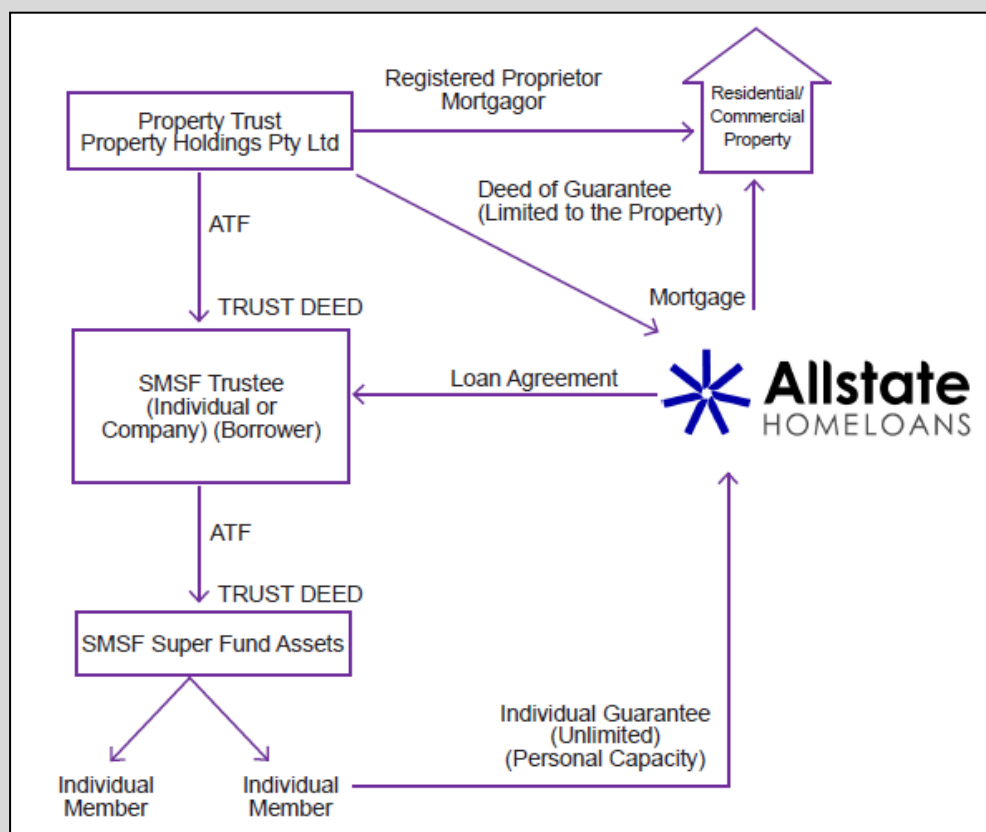 Property Trust
Property Holdings Pty Ltd
Registered Proprietor
Mortgagor
Residential/
Commercial
Property
ATF
Deed of Guarantee
(Limited to the Property)
TRUST DEED
Mortgage
SMSF Trustee
(Individual or
Company) (Borrower)
Loan Agreement
Allstate
HOMELOANS
ATF
TRUST DEED
SMSF Super Fund Assets
Individual Guarantee
(Unlimited)
(Personal Capacity)
Individual
Member
Individual
Member